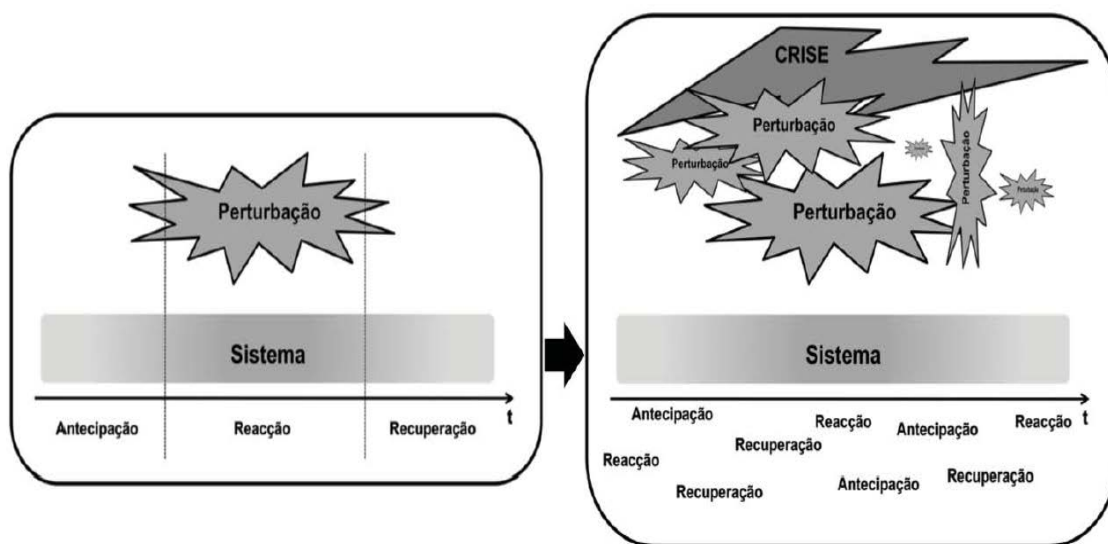 Perturbação
Sistema
t
Antecipação Reacção Recuperação
CRISE
Perturbação
Perturbação
Perturbação
Perturbação
Perturbação
Sistema
t
Antecipação Reacção Antecipação Reacção
Recuperação
Reacção
Recuperação Antecipação Recuperação